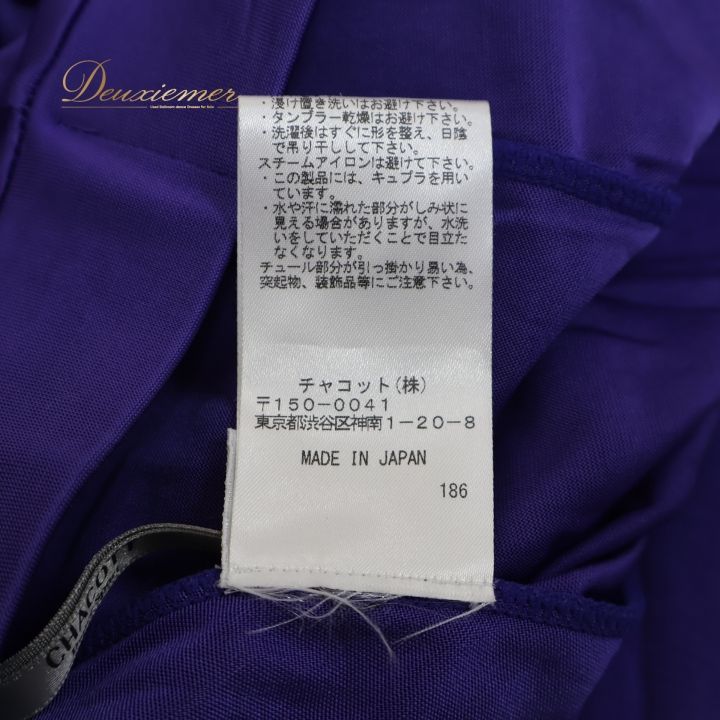 Deuxiemer
Used Ballroom dance Dresses for Sale
・浸け置き洗いはお避け下さい。
・タンブラー乾燥はお避け下さい。
・洗濯後はすぐに形を整え、日陰
で吊り干しして下さい。
スチームアイロンは避けて下さい。
・この製品には、キュプラを用い
ています。
・水や汗に濡れた部分がしみ状に
見える場合がありますが、水洗
いをしていただくことで目立た
なくなります。
チュール部分が引っ掛かり易い為、
突起物、装飾品等にご注意下さい。
チャコット(株)
〒150-0041
東京都渋谷区神南1-20-8
MADE IN JAPAN
186
CHACOTT